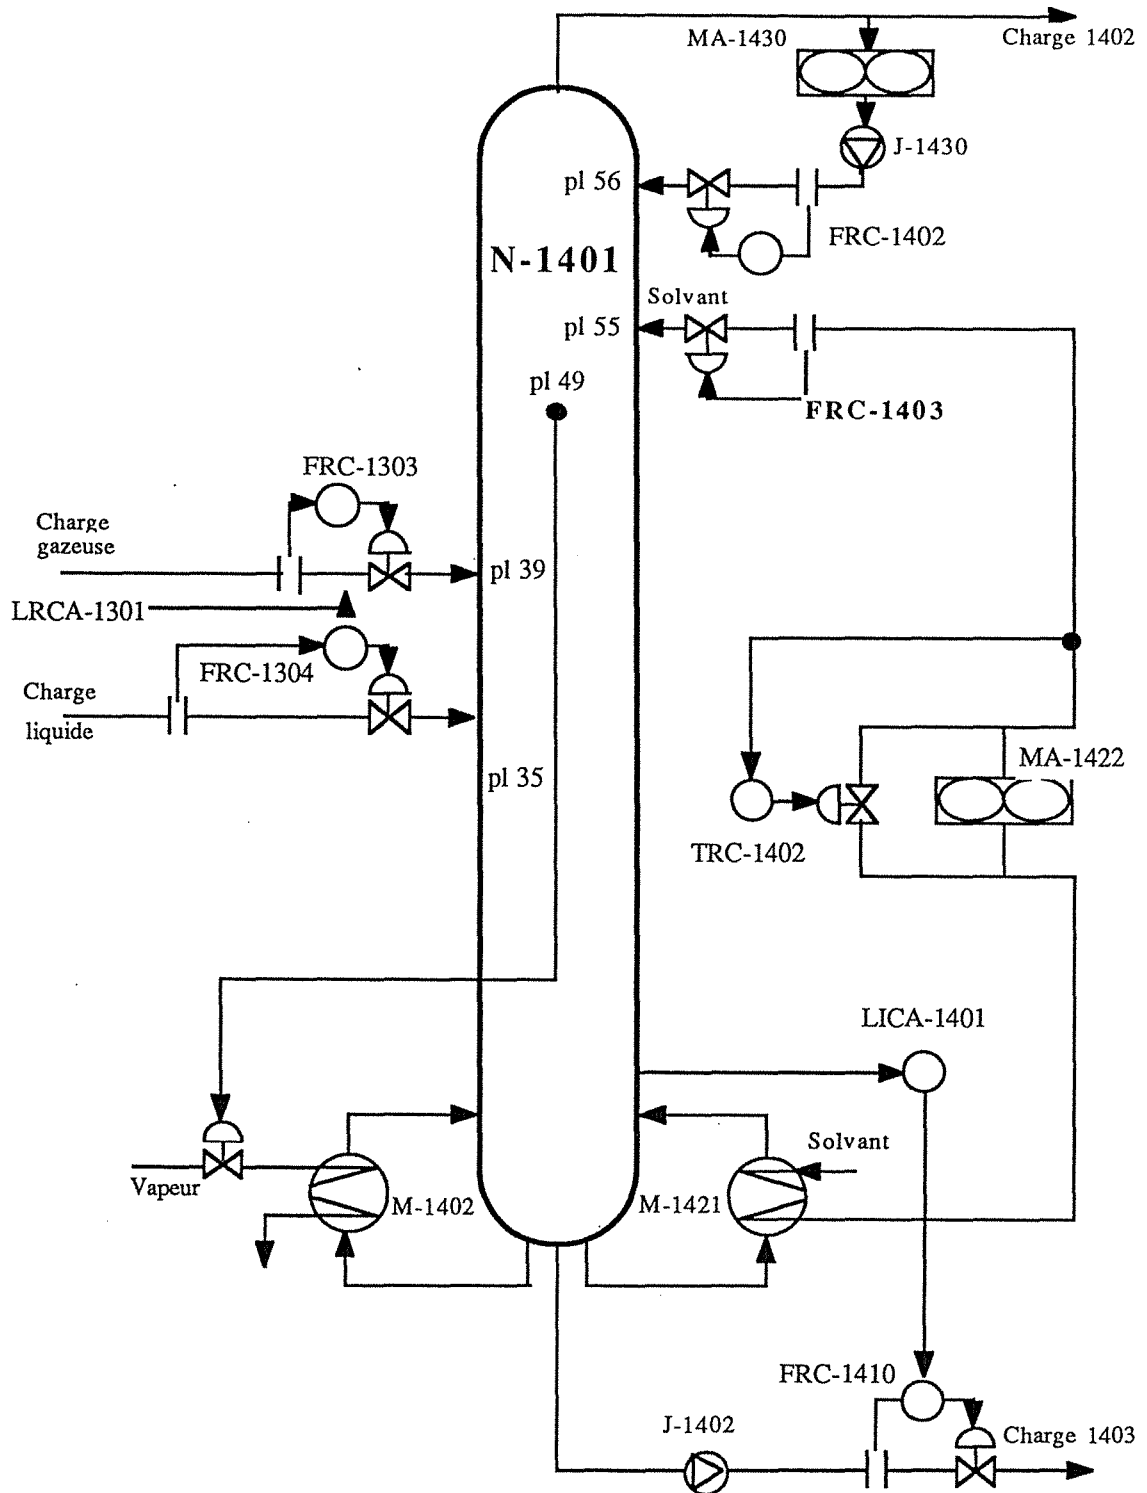 MA-1430
Charge 1402
J-1430
pl 56
FRC-1402
N-1401
Solvant
pl 55
pl 49
FRC-1403
FRC-1303
Charge
gazeuse
pl 39
LRCA-1301
FRC-1304
Charge
liquide
pl 35
MA-1422
TRC-1402
LICA-1401
Solvant
Vapeur
M-1402
M-1421
FRC-1410
J-1402
Charge 1403